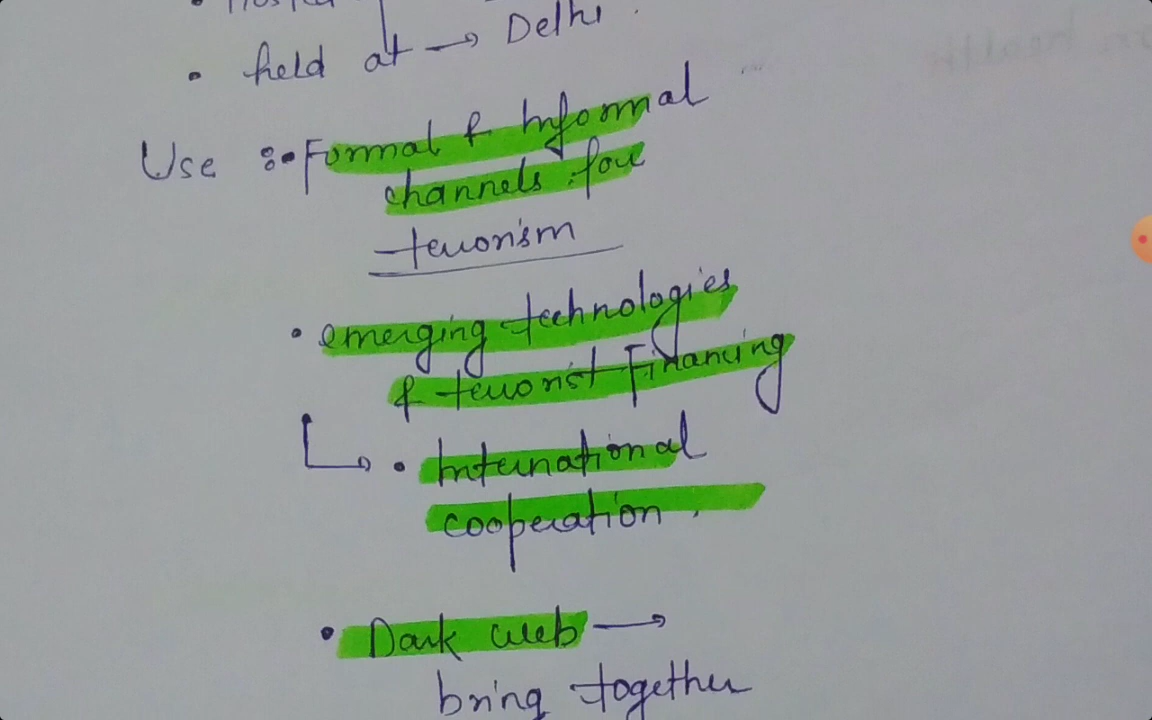 • held at → Delhi.
Use :• Formal & Informal
channels for
terrorism
• emerging technologies
& terrorist Financing
• International
cooperation.
• Dark web →
bring together